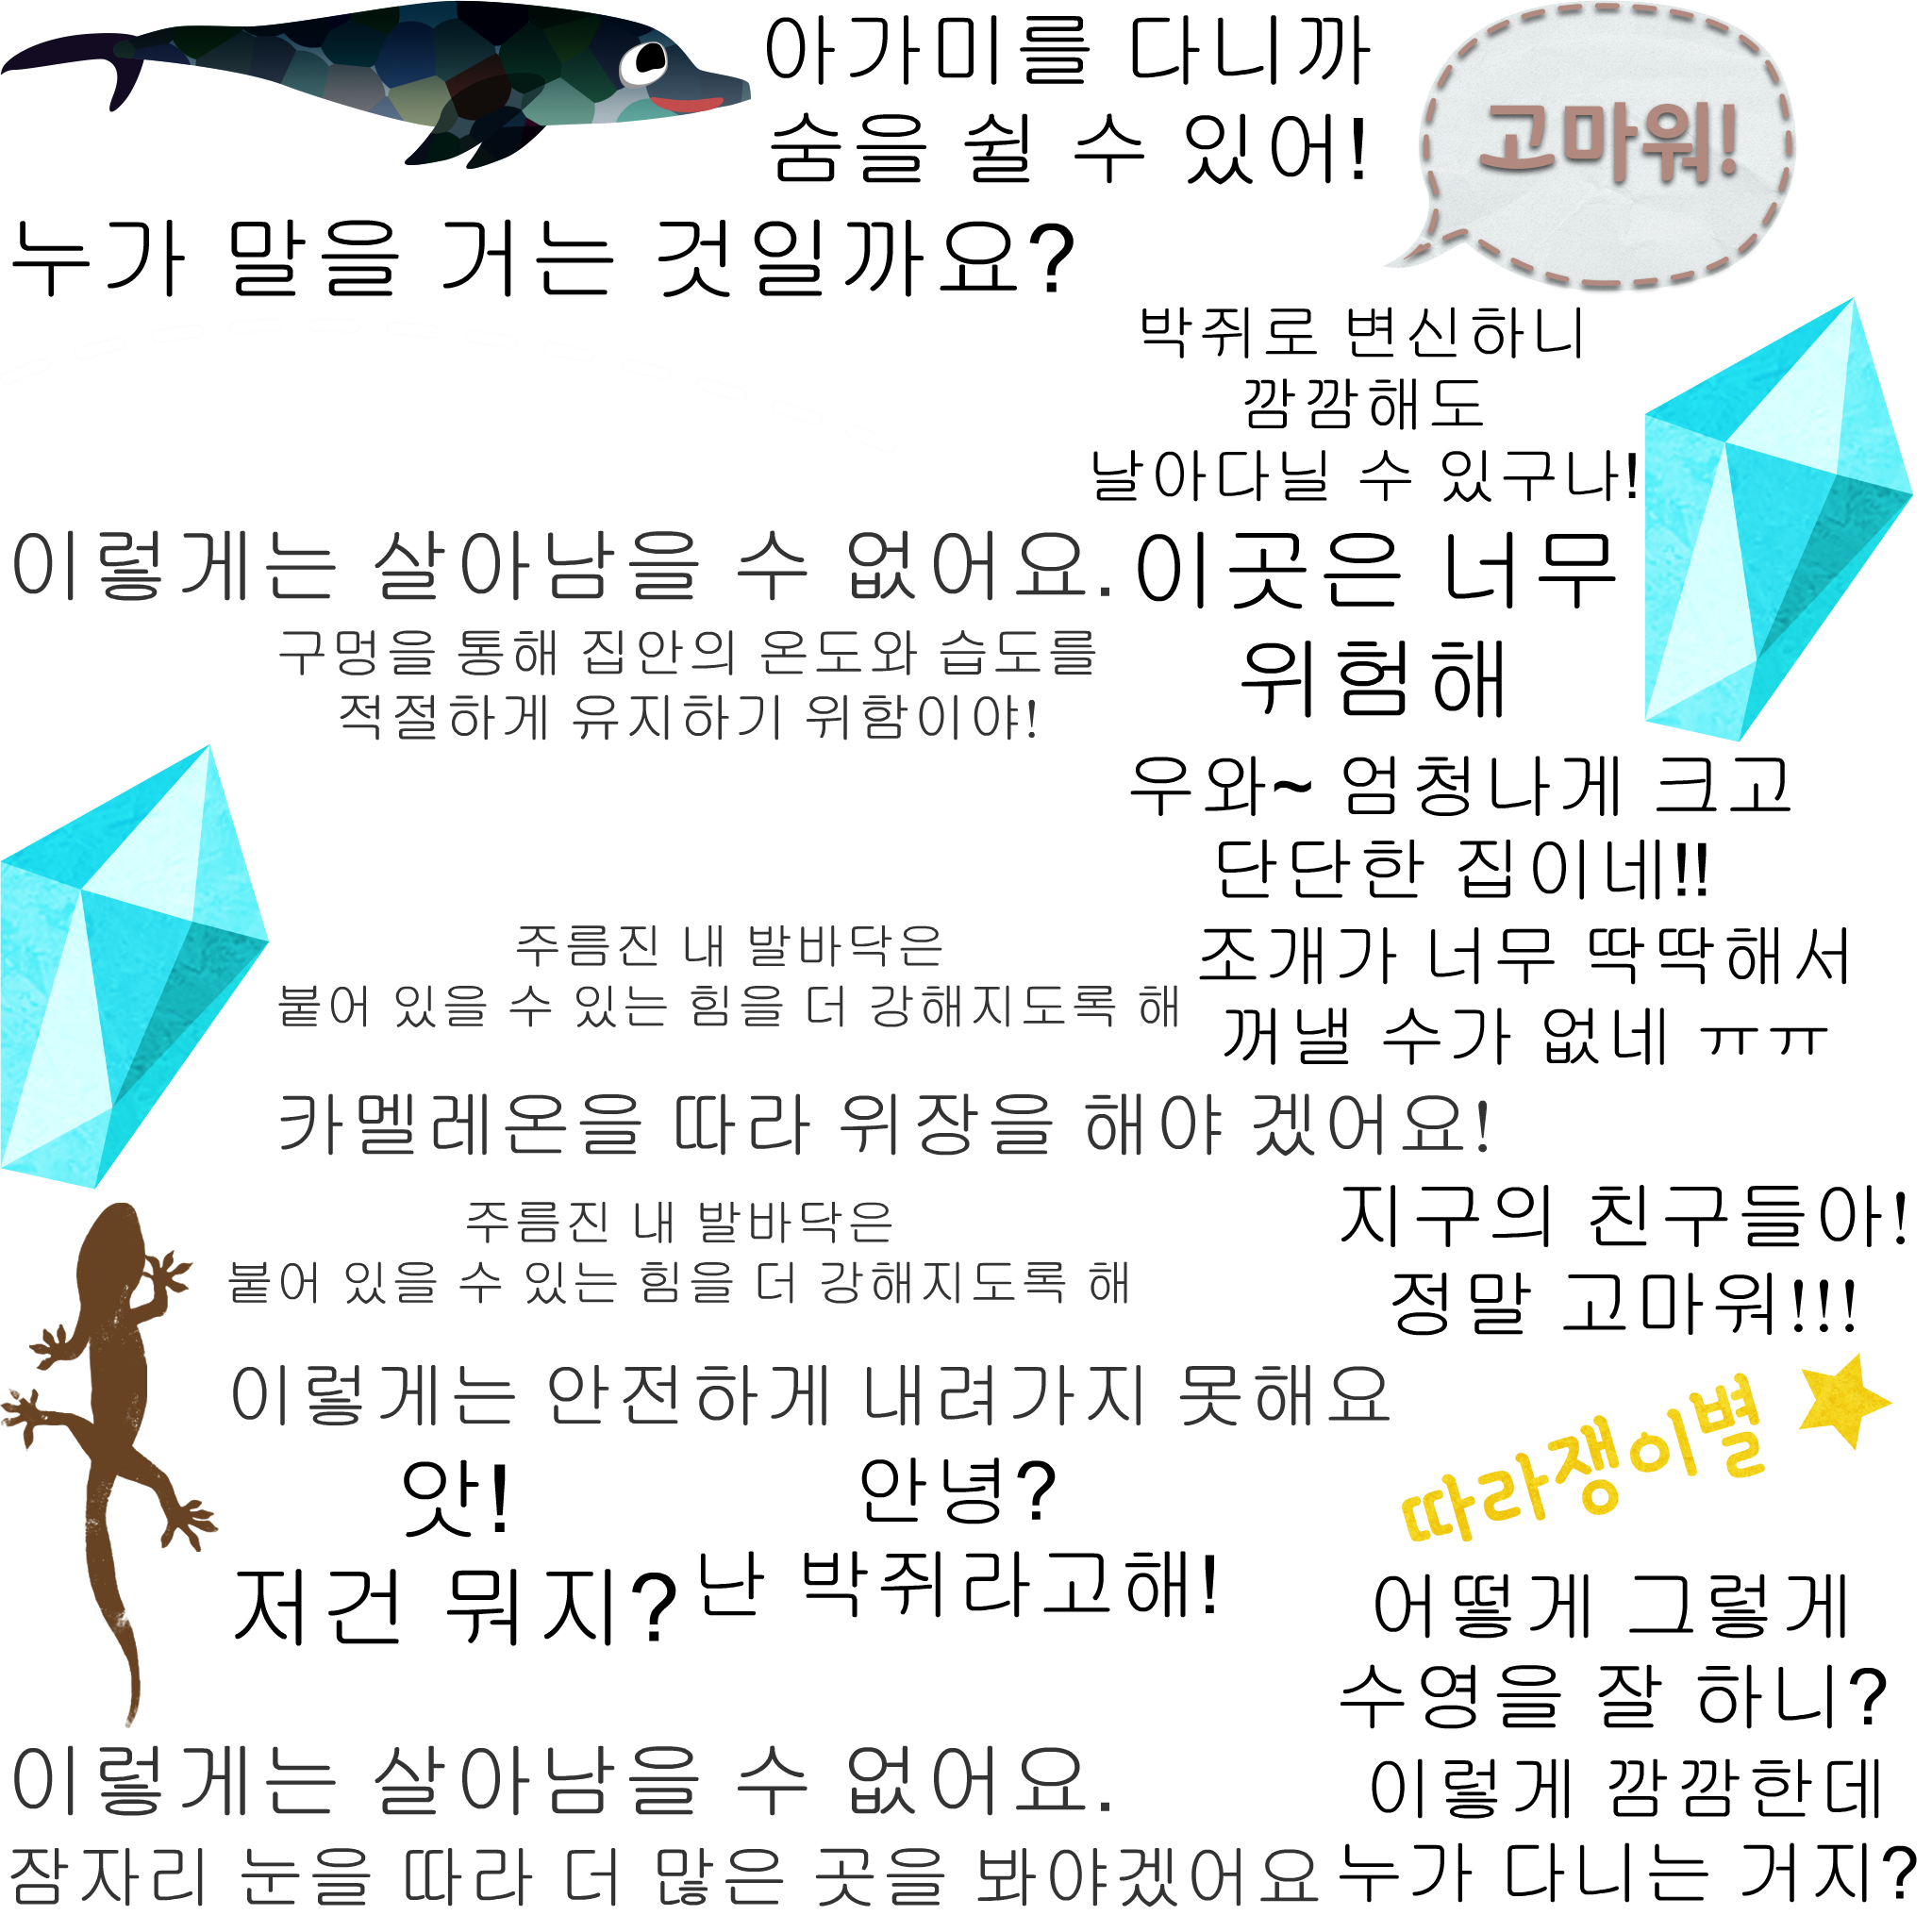 아가미를 다니까
숨을 쉴 수 있어!
고마워!
누가 말을 거는 것일까요?
박쥐로 변신하니
깜깜해도
날아다닐 수 있구나!
이렇게는 살아남을 수 없어요.
이곳은 너무
위험해
구멍을 통해 집안의 온도와 습도를
적절하게 유지하기 위함이야!
우와~ 엄청나게 크고
단단한 집이네!!
주름진 내 발바닥은
붙어 있을 수 있는 힘을 더 강해지도록 해
조개가 너무 딱딱해서
꺼낼 수가 없네 ㅠㅠ
카멜레온을 따라 위장을 해야 겠어요!
주름진 내 발바닥은
붙어 있을 수 있는 힘을 더 강해지도록 해
지구의 친구들아!
정말 고마워!!!
이렇게는 안전하게 내려가지 못해요
따라쟁이별
앗!
저건 뭐지?
안녕?
난 박쥐라고해!
어떻게 그렇게
수영을 잘 하니?
이렇게는 살아남을 수 없어요.
이렇게 깜깜한데
누가 다니는 거지?
잠자리 눈을 따라 더 많은 곳을 봐야겠어요